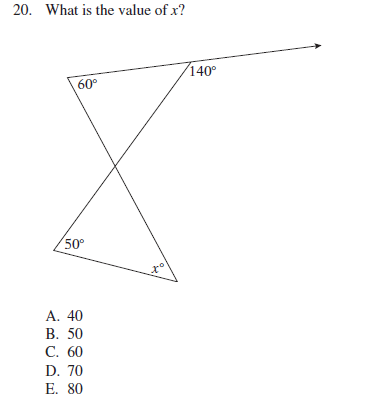 20. What is the value of x?
140°
60°
50°
x°
A. 40
B. 50
C. 60
D. 70
E. 80